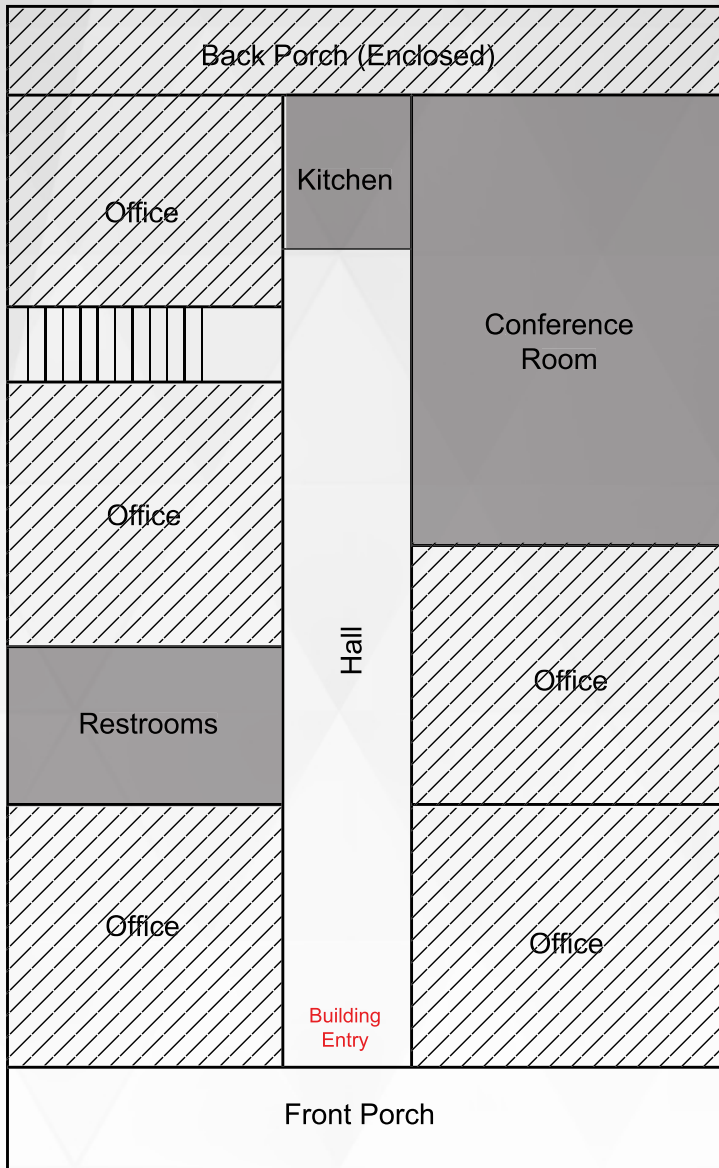 Back Porch (Enclosed)
Kitchen
Office
Conference
Room
Office
Hall
Office
Restrooms
Office
Office
Building
Entry
Front Porch